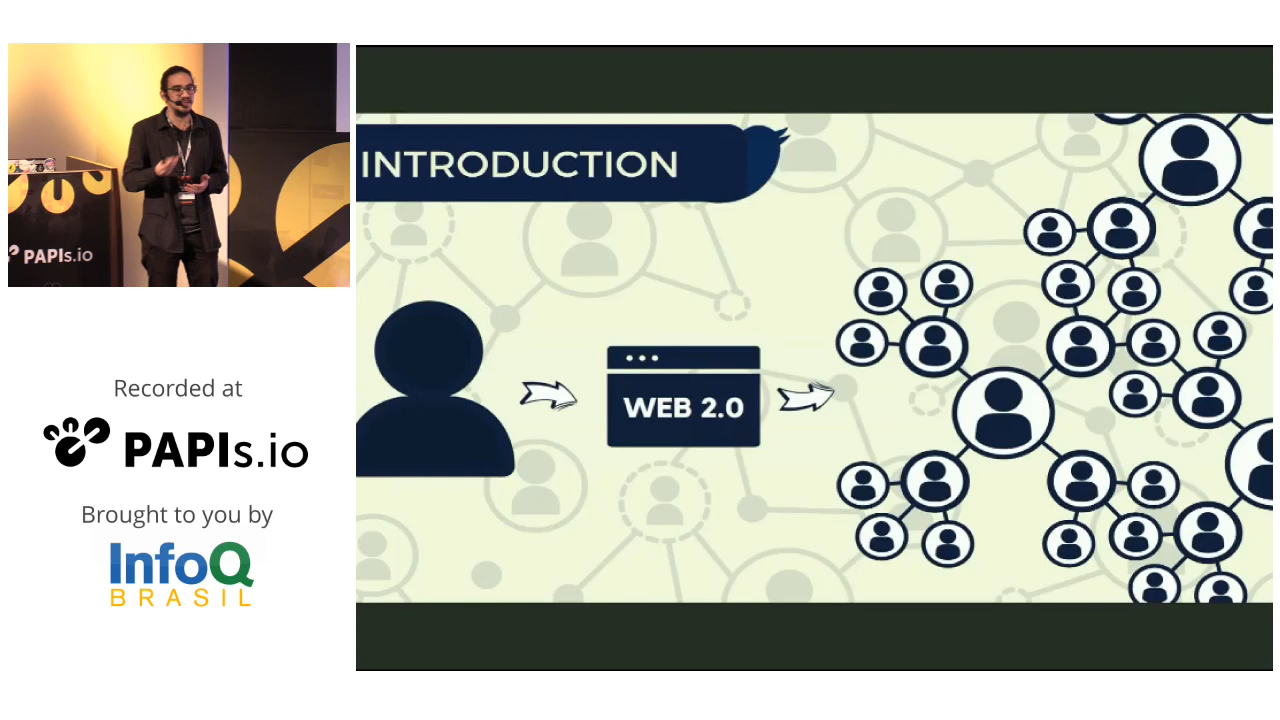 PAPIs.io
Recorded at
PAPIs.io
Brought to you by
InfoQ
BRASIL
INTRODUCTION
WEB 2.0